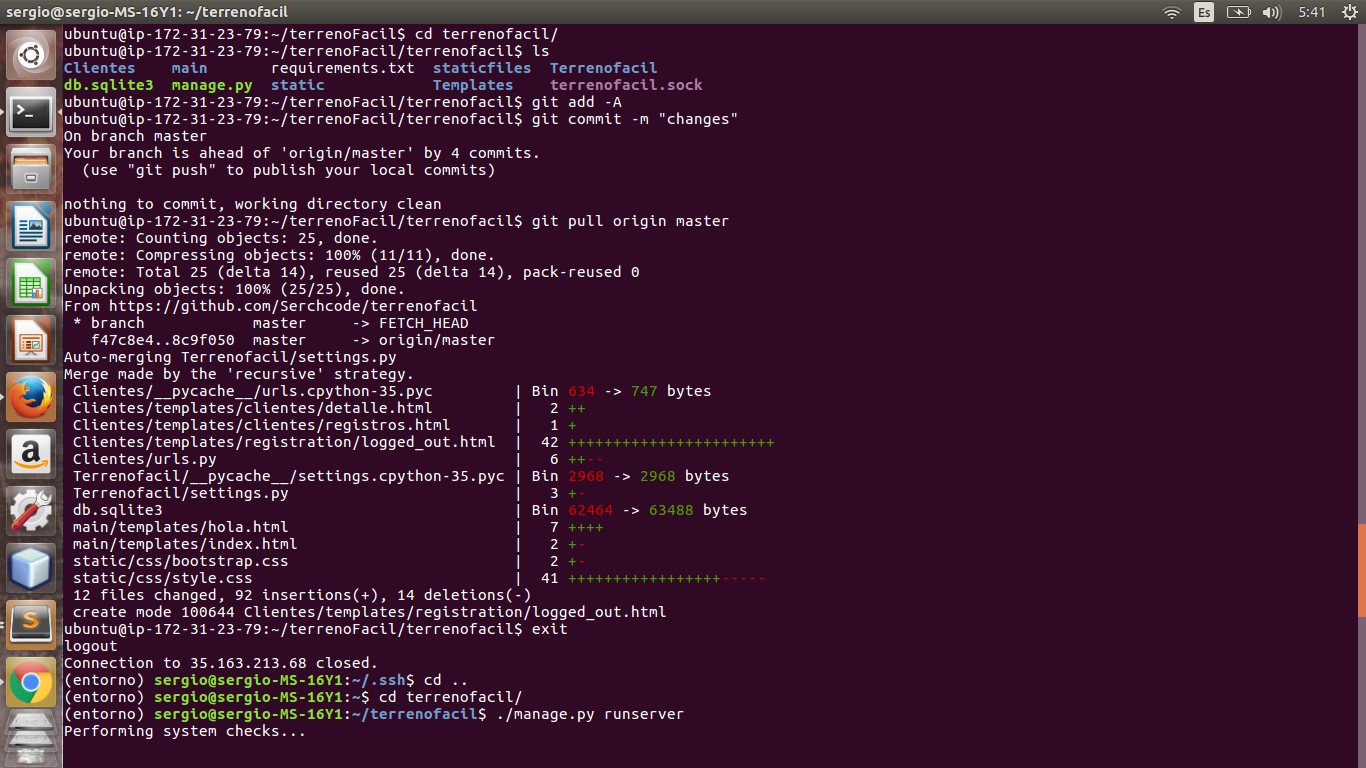 sergio@sergio-MS-16Y1: ~/terrenofacil Es 5:41
ubuntu@ip-172-31-23-79:~/terrenoFacil$ cd terrenofacil/
ubuntu@ip-172-31-23-79:~/terrenoFacil/terrenofacil$ ls
Clientes    main       requirements.txt  staticfiles  Terrenofacil
db.sqlite3  manage.py  static            Templates    terrenofacil.sock
ubuntu@ip-172-31-23-79:~/terrenoFacil/terrenofacil$ git add -A
ubuntu@ip-172-31-23-79:~/terrenoFacil/terrenofacil$ git commit -m "changes"
On branch master
Your branch is ahead of 'origin/master' by 4 commits.
  (use "git push" to publish your local commits)
nothing to commit, working directory clean
ubuntu@ip-172-31-23-79:~/terrenoFacil/terrenofacil$ git pull origin master
remote: Counting objects: 25, done.
remote: Compressing objects: 100% (11/11), done.
remote: Total 25 (delta 14), reused 25 (delta 14), pack-reused 0
Unpacking objects: 100% (25/25), done.
From https://github.com/Serchcode/terrenofacil
 * branch            master     -> FETCH_HEAD
   f47c8e4..8c9f050  master     -> origin/master
Auto-merging Terrenofacil/settings.py
Merge made by the 'recursive' strategy.
 Clientes/__pycache__/urls.cpython-35.pyc         | Bin 634 -> 747 bytes
 Clientes/templates/clientes/detalle.html         |   2 ++
 Clientes/templates/clientes/registros.html       |   1 +
 Clientes/templates/registration/logged_out.html  |  42 +++++++++++++++++++++++
 Clientes/urls.py                                 |   6 ++--
 Terrenofacil/__pycache__/settings.cpython-35.pyc | Bin 2968 -> 2968 bytes
 Terrenofacil/settings.py                         |   3 +-
 db.sqlite3                                       | Bin 62464 -> 63488 bytes
 main/templates/hola.html                         |   7 ++++
 main/templates/index.html                        |   2 +-
 static/css/bootstrap.css                         |   2 +-
 static/css/style.css                             |  41 +++++++++++++++++-----
 12 files changed, 92 insertions(+), 14 deletions(-)
 create mode 100644 Clientes/templates/registration/logged_out.html
ubuntu@ip-172-31-23-79:~/terrenoFacil/terrenofacil$ exit
logout
Connection to 35.163.213.68 closed.
(entorno) sergio@sergio-MS-16Y1:~/.ssh$ cd ..
(entorno) sergio@sergio-MS-16Y1:~$ cd terrenofacil/
(entorno) sergio@sergio-MS-16Y1:~/terrenofacil$ ./manage.py runserver
Performing system checks...